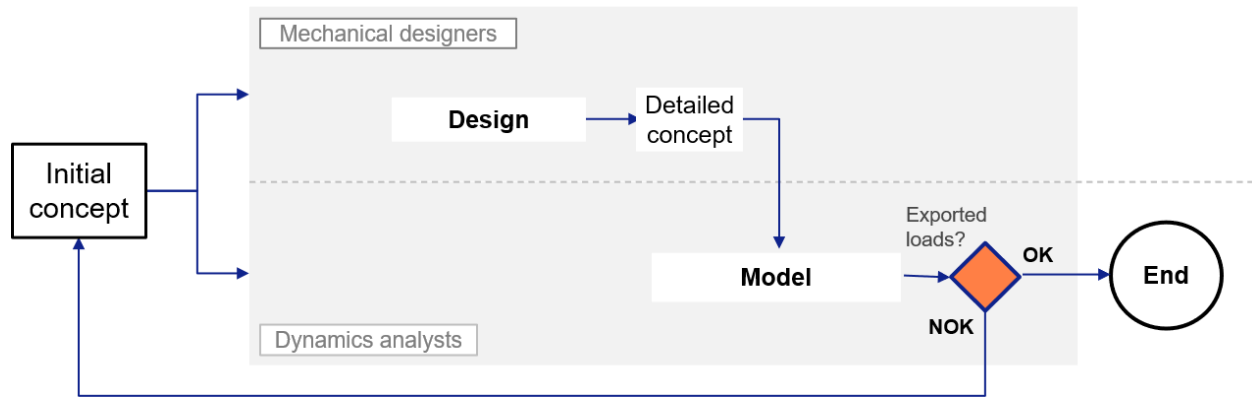 Mechanical designers
Design
Detailed
concept
Initial
concept
Exported
loads?
OK
Model
End
NOK
Dynamics analysts